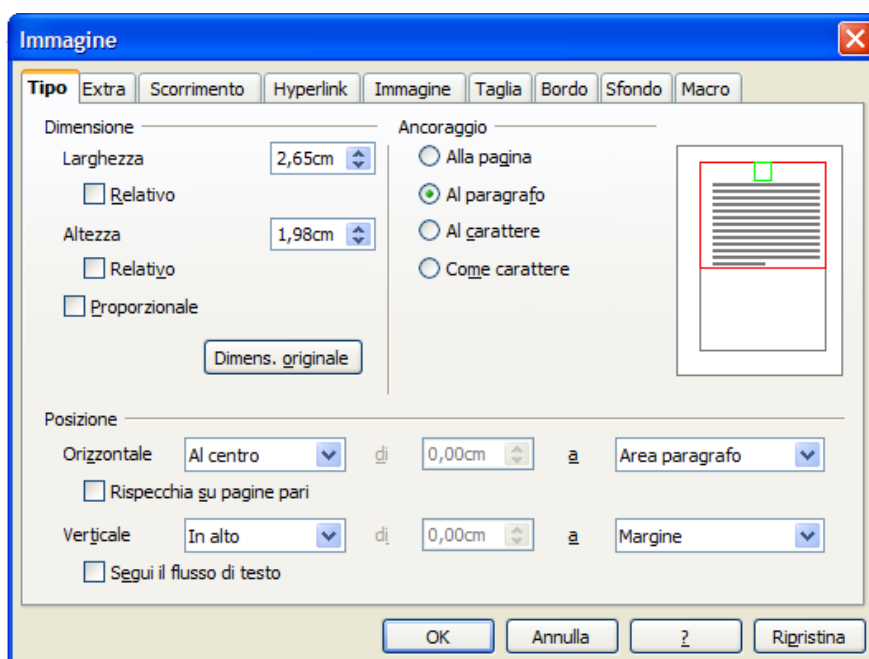 Immagine
Tipo Extra Scorrimento Hyperlink Immagine Taglia Bordo Sfondo Macro
Dimensione
Larghezza 2,65cm
Relativo
Altezza 1,98cm
Relativo
Proporzionale
Dimens. originale
Ancoraggio
Alla pagina
Al paragrafo
Al carattere
Come carattere
Posizione
Orizzontale Al centro di 0,00cm a Area paragrafo
Rispecchia su pagine pari
Verticale In alto di 0,00cm a Margine
Segui il flusso di testo
OK Annulla ? Ripristina